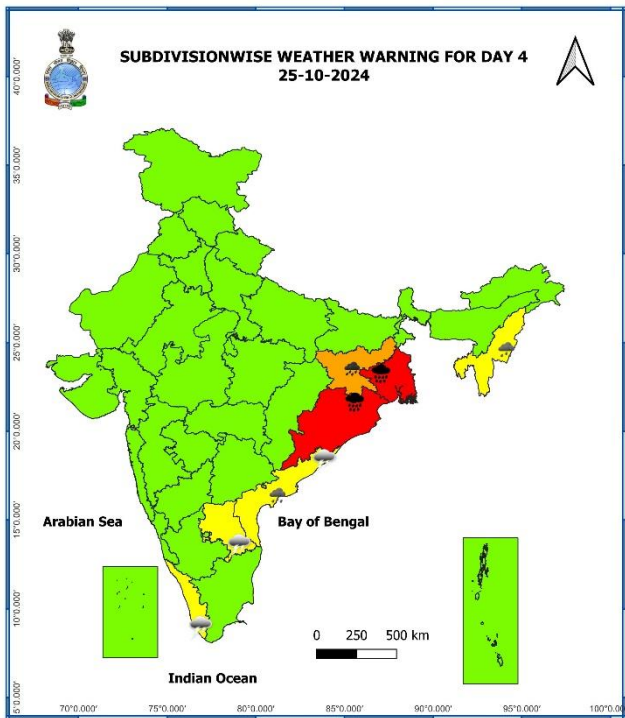 SUBDIVISIONWISE WEATHER WARNING FOR DAY 4
25-10-2024
40°0.000'
35°0.000'
30°0.000'
25°0.000'
20°0.000'
15°0.000'
10°0.000'
5°0.000'
Arabian Sea
Bay of Bengal
0 250 500 km
Indian Ocean
70°0.000' 75°0.000' 80°0.000' 85°0.000' 90°0.000' 95°0.000' 100°0.000'